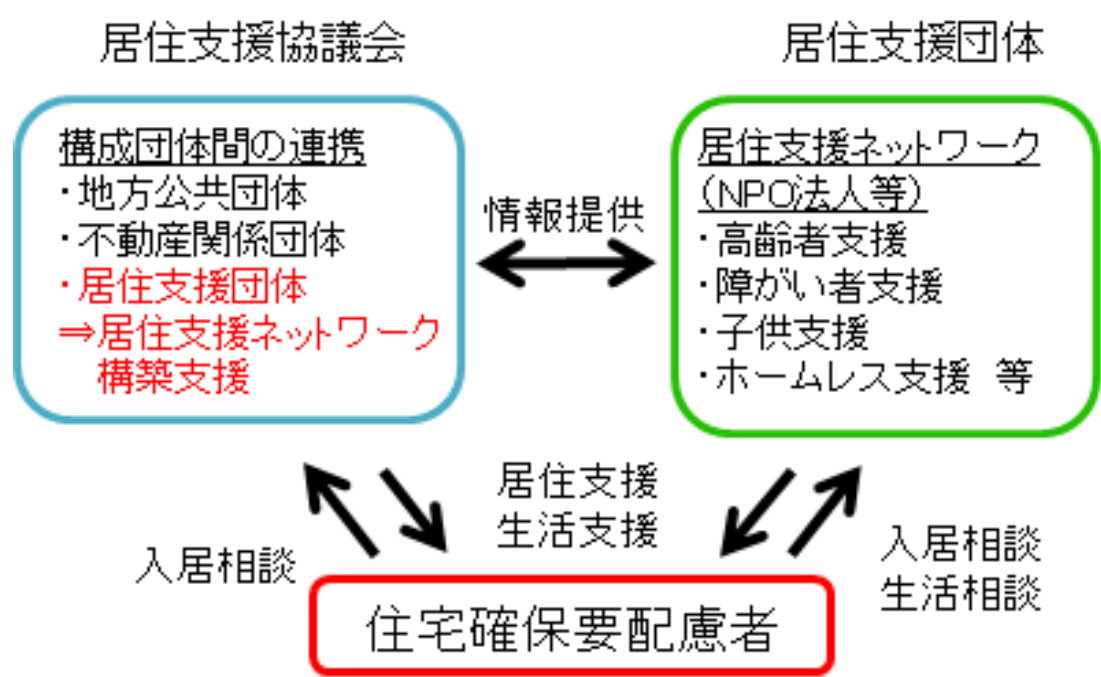 居住支援協議会
構成団体間の連携
・地方公共団体
・不動産関係団体
・居住支援団体
⇒居住支援ネットワーク
構築支援
情報提供
居住支援団体
居住支援ネットワーク
(NPO法人等)
・高齢者支援
・障がい者支援
・子供支援
・ホームレス支援　等
居住支援
生活支援
入居相談
入居相談
生活相談
住宅確保要配慮者